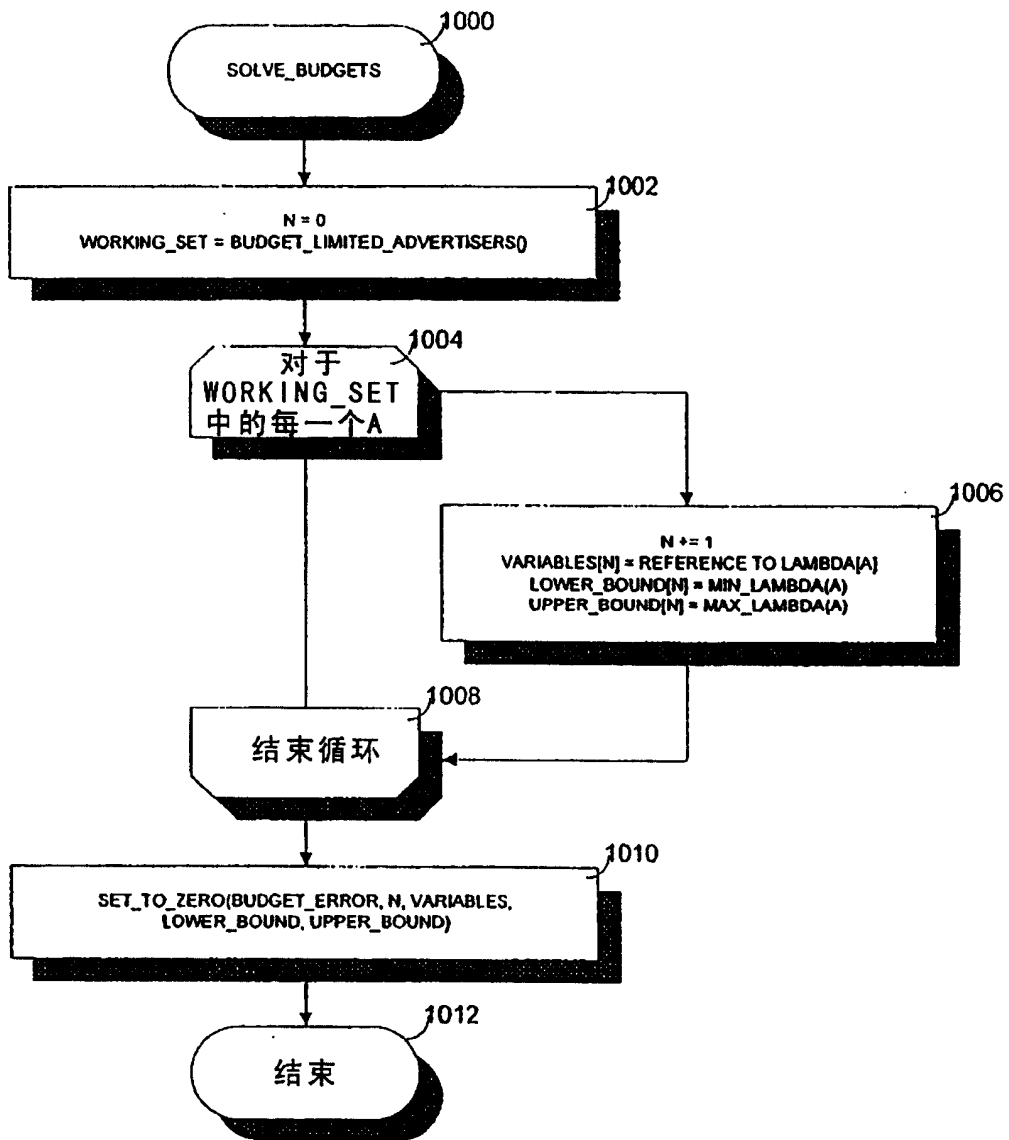 1000
SOLVE_BUDGETS
1002
N = 0
WORKING_SET = BUDGET_LIMITED_ADVERTISERS()
1004
对于
WORKING_SET
中的每一个A
1006
N += 1
VARIABLES[N] = REFERENCE TO LAMBDA[A]
LOWER_BOUND[N] = MIN_LAMBDA(A)
UPPER_BOUND[N] = MAX_LAMBDA(A)
1008
结束循环
1010
SET_TO_ZERO(BUDGET_ERROR, N, VARIABLES,
LOWER_BOUND, UPPER_BOUND)
1012
结束